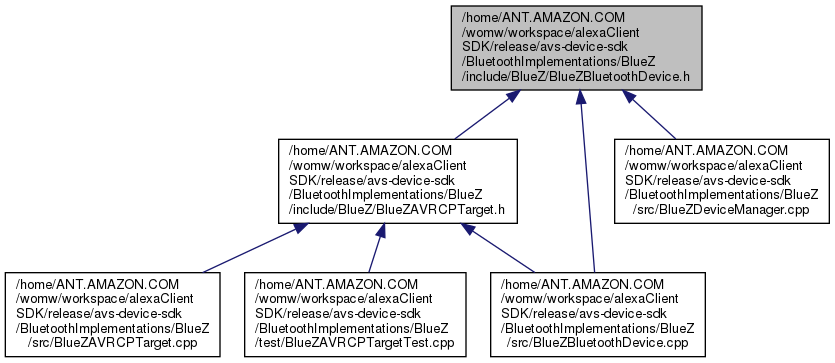 /home/ANT.AMAZON.COM
/womw/workspace/alexaClient
SDK/release/avs-device-sdk
/BluetoothImplementations/BlueZ
/include/BlueZ/BlueZBluetoothDevice.h
/home/ANT.AMAZON.COM
/womw/workspace/alexaClient
SDK/release/avs-device-sdk
/BluetoothImplementations/BlueZ
/include/BlueZ/BlueZAVRCPTarget.h
/home/ANT.AMAZON.COM
/womw/workspace/alexaClient
SDK/release/avs-device-sdk
/BluetoothImplementations/BlueZ
/src/BlueZDeviceManager.cpp
/home/ANT.AMAZON.COM
/womw/workspace/alexaClient
SDK/release/avs-device-sdk
/BluetoothImplementations/BlueZ
/src/BlueZAVRCPTarget.cpp
/home/ANT.AMAZON.COM
/womw/workspace/alexaClient
SDK/release/avs-device-sdk
/BluetoothImplementations/BlueZ
/test/BlueZAVRCPTargetTest.cpp
/home/ANT.AMAZON.COM
/womw/workspace/alexaClient
SDK/release/avs-device-sdk
/BluetoothImplementations/BlueZ
/src/BlueZBluetoothDevice.cpp